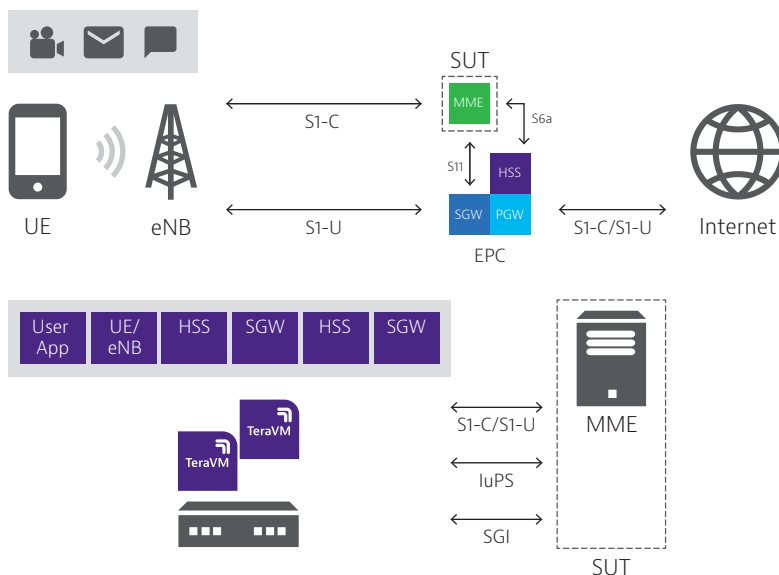 SUT
MME
S1-C
S6a
S11
HSS
UE
eNB
S1-U
SGW
PGW
S1-C/S1-U
Internet
EPC
User
App
UE/
eNB
HSS
SGW
HSS
SGW
TeraVM
TeraVM
S1-C/S1-U
MME
IuPS
SGI
SUT